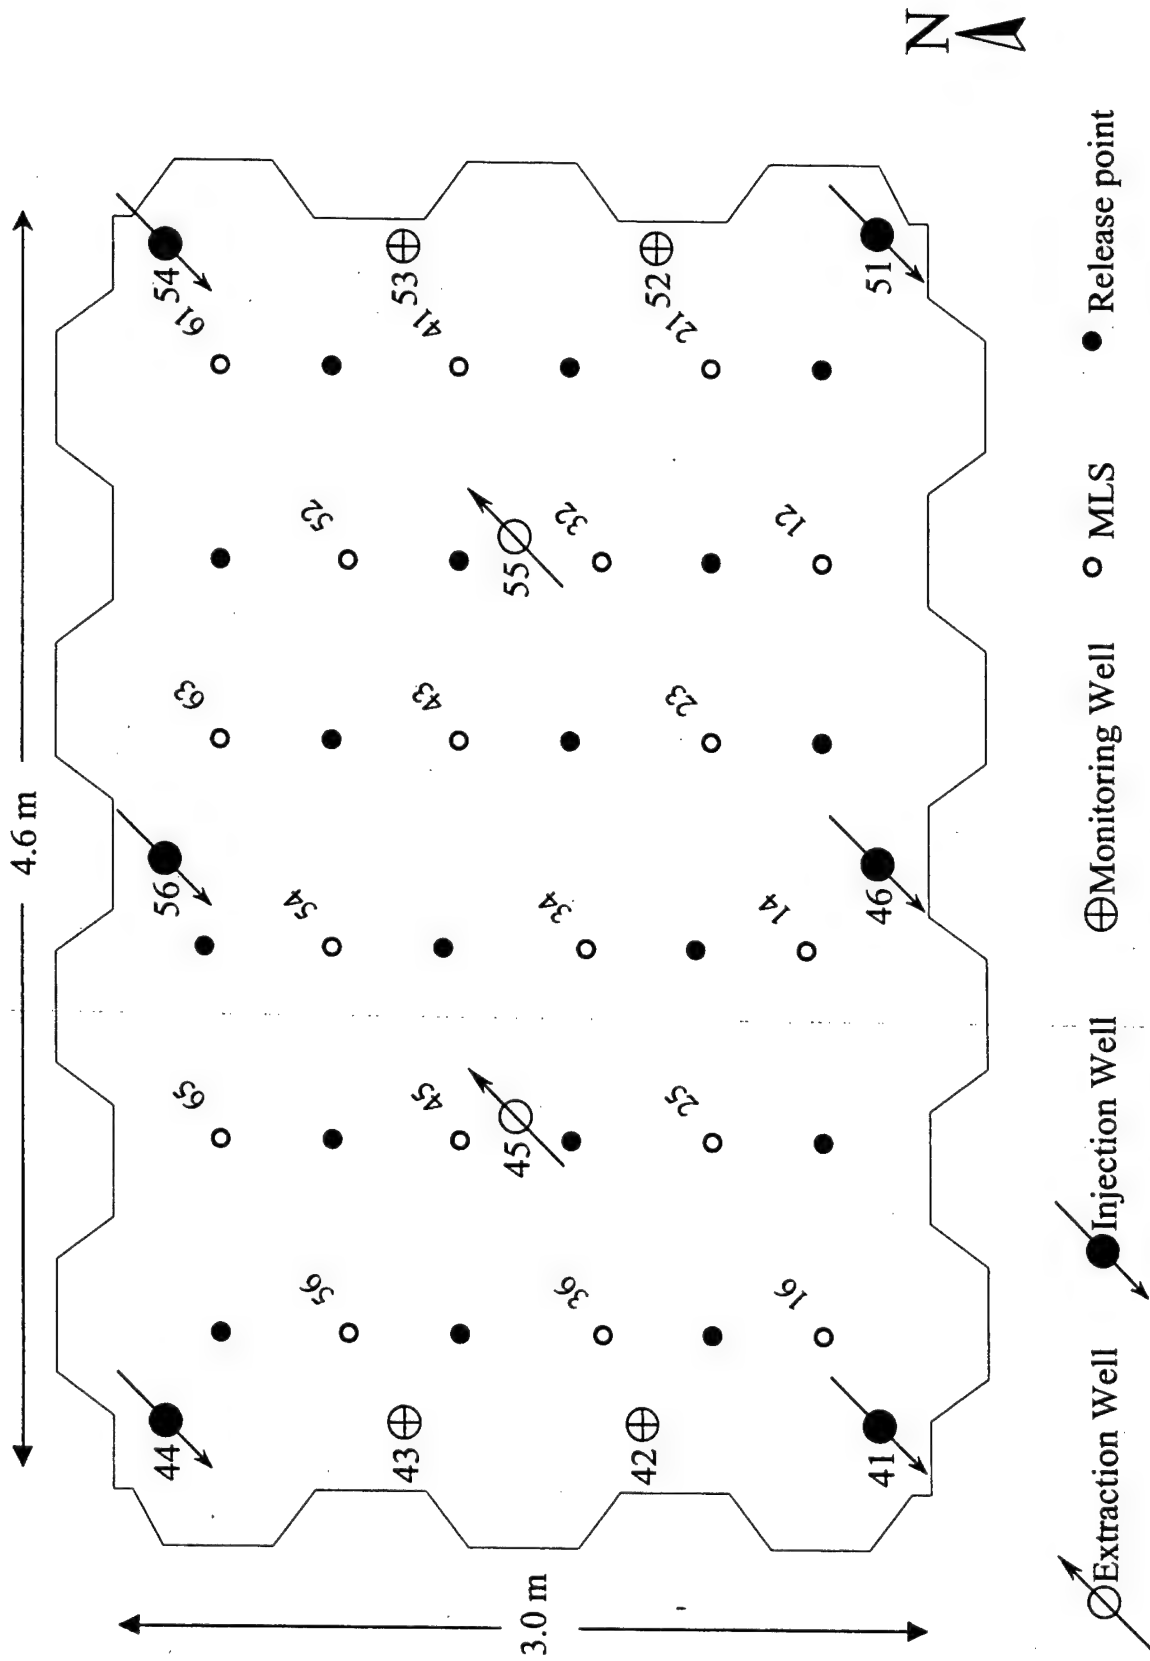 4.6 m
44 56 54
65 63 61
56 54 52
43 53
45 43 41
3.0 m
45 55
36 34 32
42 52
25 23 21
16 14 12
41 46 51
N
Extraction Well Injection Well Monitoring Well MLS Release point